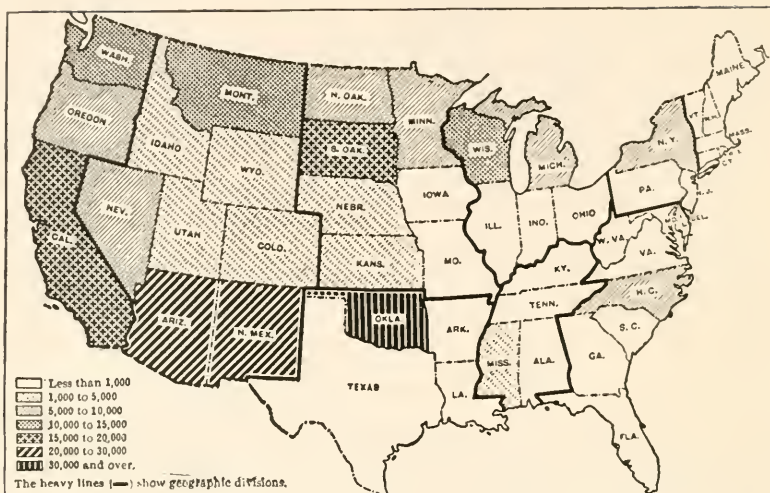 WASH.
MONT.
N. DAK.
MINN.
OREGON
IDAHO
S. DAK.
WIS.
MICH.
N.Y.
MAINE
VT.
N.H.
MASS.
R.I.
CT.
WYO.
NEBR.
IOWA
PA.
N.J.
NEV.
UTAH
COLO.
ILL.
IND.
OHIO
DEL.
CAL.
KANS.
MO.
W. VA.
VA.
KY.
N.C.
TENN.
ARIZ.
N. MEX.
OKLA.
ARK.
S.C.
MISS.
ALA.
GA.
TEXAS
LA.
FLA.
Less than 1,000
1,000 to 5,000
5,000 to 10,000
10,000 to 15,000
15,000 to 20,000
20,000 to 30,000
30,000 and over.
The heavy lines (━) show geographic divisions.